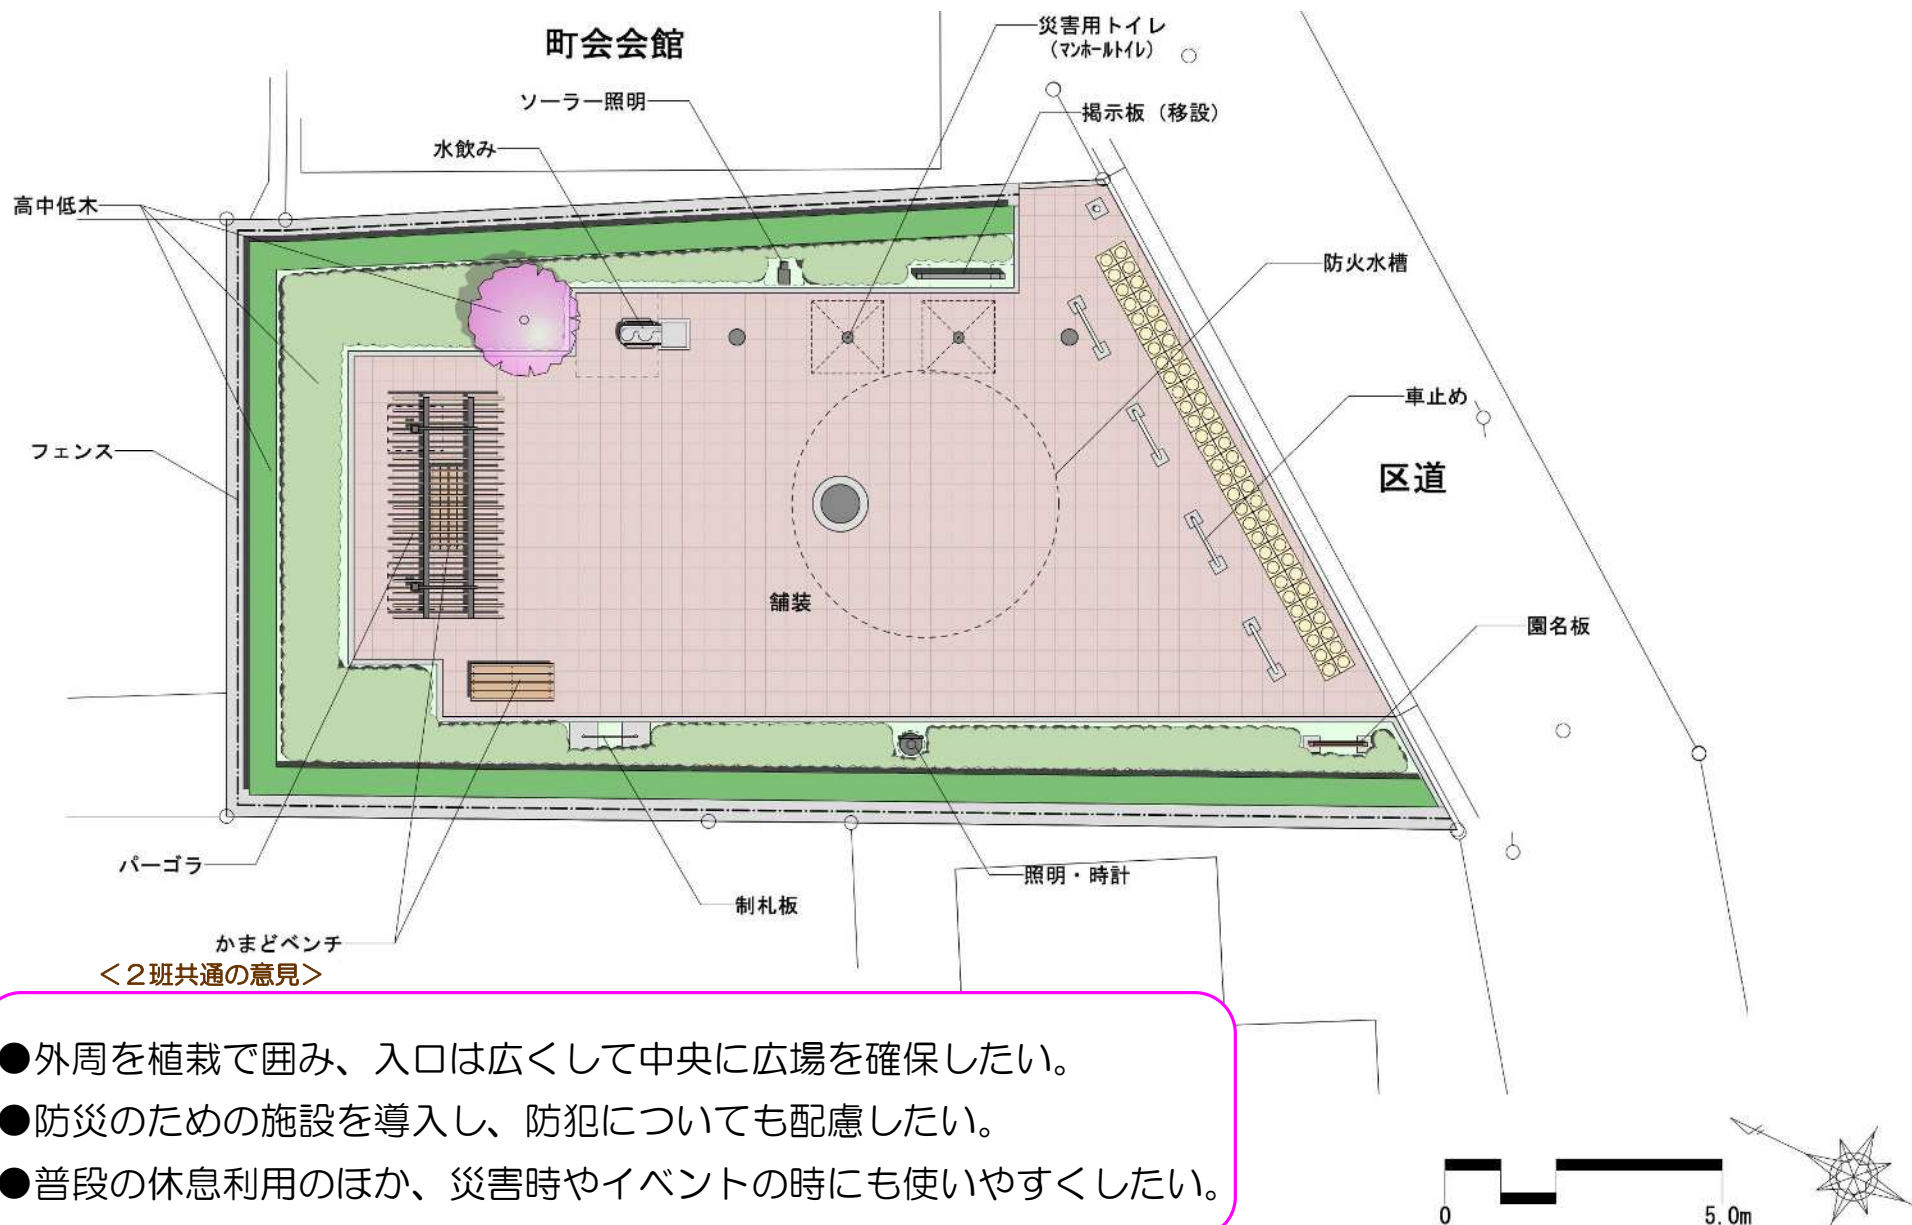 町会会館
災害用トイレ
（マンホールトイレ）
ソーラー照明
掲示板（移設）
水飲み
高中低木
防火水槽
車止め
フェンス
区道
舗装
園名板
パーゴラ
照明・時計
制札板
かまどベンチ
＜２班共通の意見＞
●外周を植栽で囲み、入口は広くして中央に広場を確保したい。
●防災のための施設を導入し、防犯についても配慮したい。
●普段の休息利用のほか、災害時やイベントの時にも使いやすくしたい。
0 5.0m